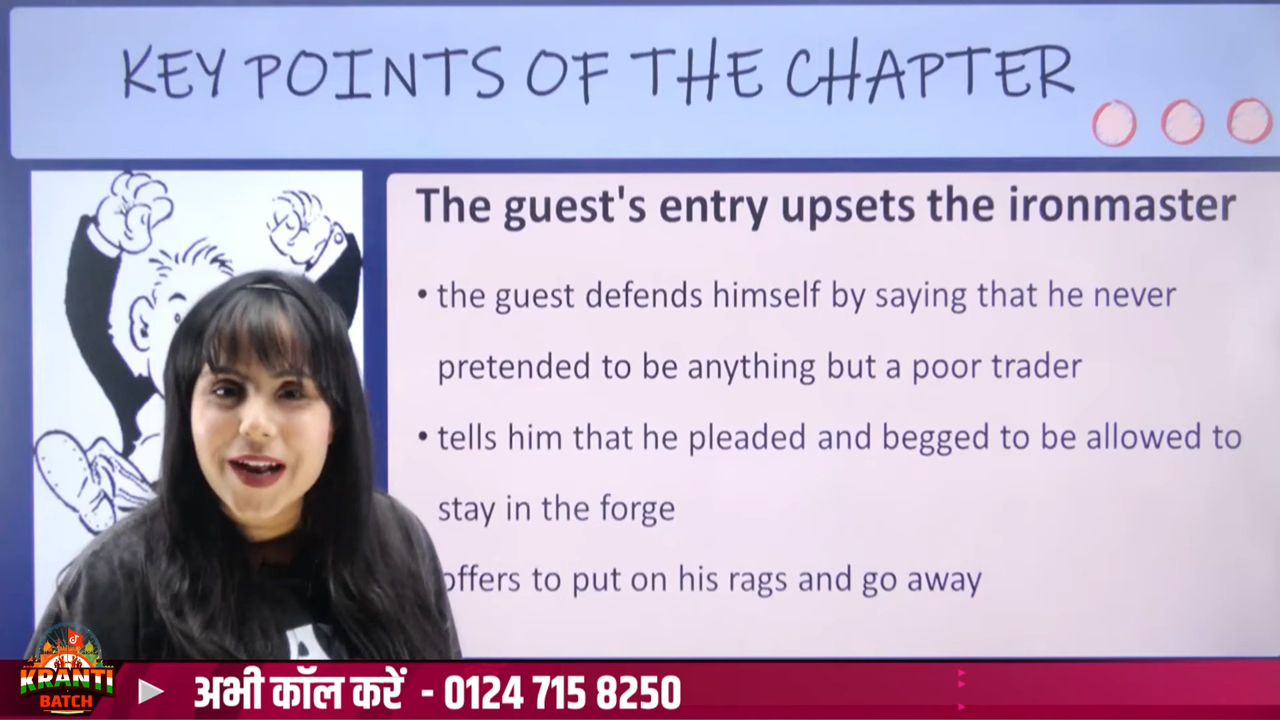 KEY POINTS OF THE CHAPTER
The guest's entry upsets the ironmaster
• the guest defends himself by saying that he never
pretended to be anything but a poor trader
• tells him that he pleaded and begged to be allowed to
stay in the forge
offers to put on his rags and go away
KRANTI
BATCH
अभी कॉल करें - 0124 715 8250